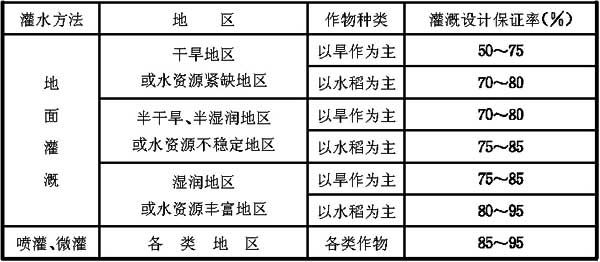 灌水方法 地 区 作物种类 灌溉设计保证率(%)
地面灌溉 干旱地区
或水资源紧缺地区 以旱作为主 50~75
以水稻为主 70~80
半干旱、半湿润地区
或水资源不稳定地区 以旱作为主 70~80
以水稻为主 75~85
湿润地区
或水资源丰富地区 以旱作为主 75~85
以水稻为主 80~95
喷灌、微灌 各 类 地 区 各类作物 85~95